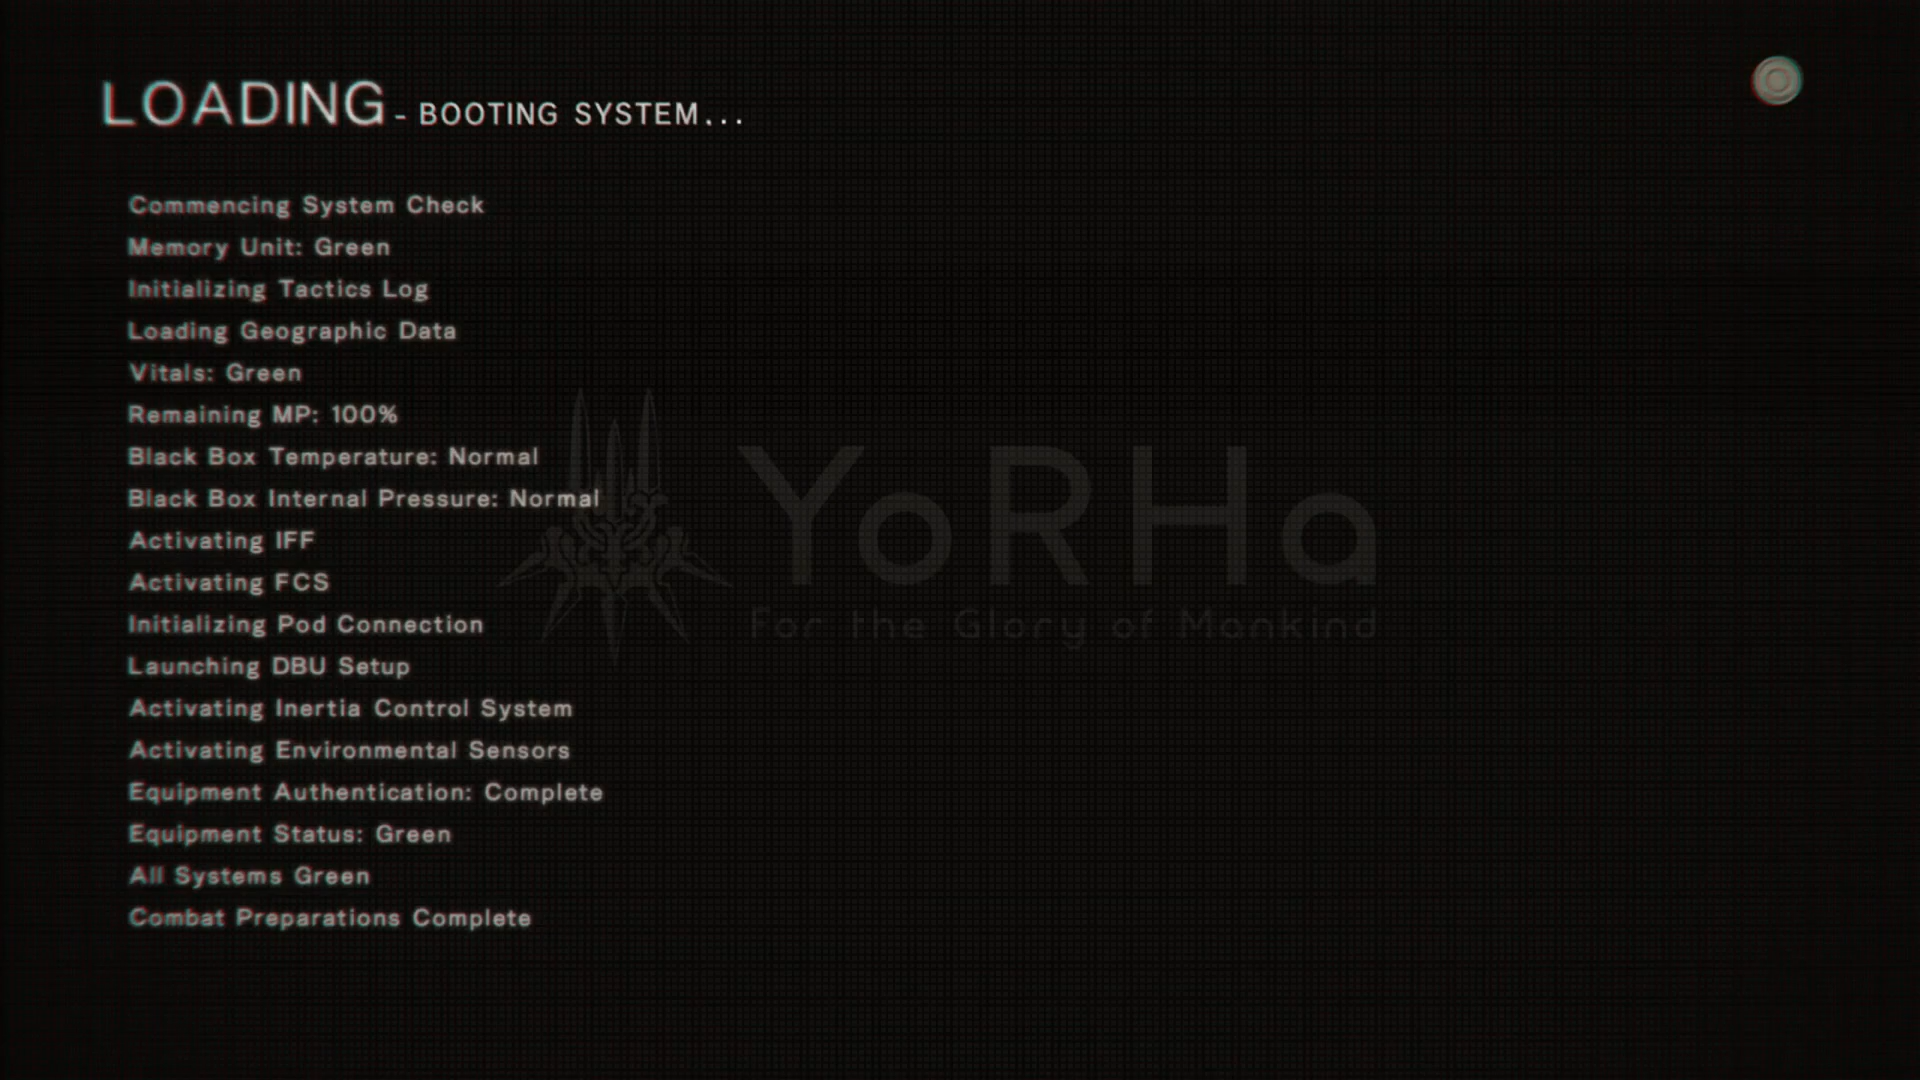 LOADING - BOOTING SYSTEM...
Commencing System Check
Memory Unit: Green
Initializing Tactics Log
Loading Geographic Data
Vitals: Green
Remaining MP: 100%
Black Box Temperature: Normal
Black Box Internal Pressure: Normal
Activating IFF
Activating FCS
Initializing Pod Connection
Launching DBU Setup
Activating Inertia Control System
Activating Environmental Sensors
Equipment Authentication: Complete
Equipment Status: Green
All Systems Green
Combat Preparations Complete
YoRHa
For the Glory of Mankind